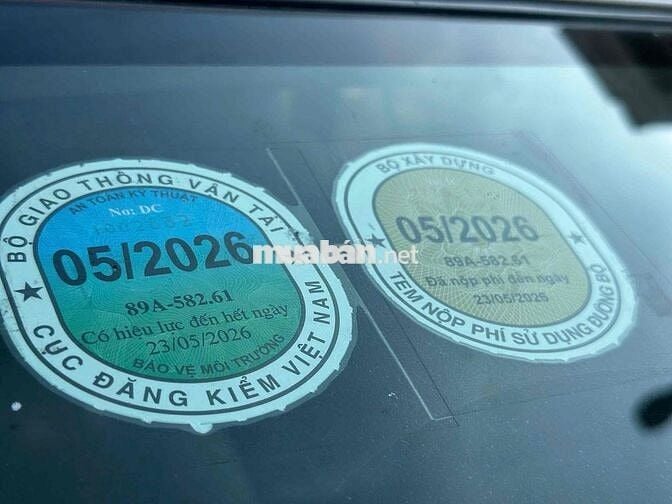 BỘ GIAO THÔNG VẬN TẢI
AN TOÀN KỸ THUẬT
No: DC
05/2026
89A-582.61
Có hiệu lực đến hết ngày
23/05/2026
BẢO VỆ MÔI TRƯỜNG
CỤC ĐĂNG KIỂM VIỆT NAM
muaban.net
BỘ XÂY DỰNG
05/2026
89A-582.61
Đã nộp phí đến ngày
23/05/2026
TEM NỘP PHÍ SỬ DỤNG ĐƯỜNG BỘ